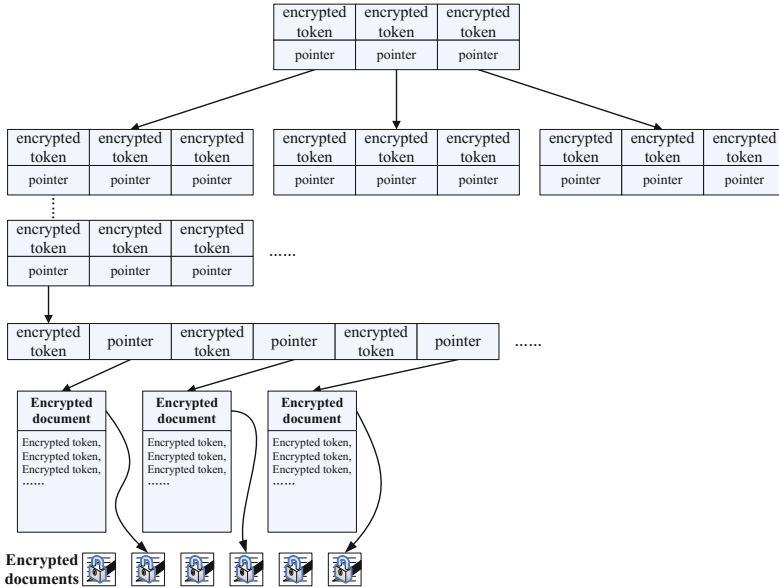 encrypted token encrypted token encrypted token
pointer pointer pointer
encrypted token encrypted token encrypted token
pointer pointer pointer
encrypted token encrypted token encrypted token
pointer pointer pointer
encrypted token encrypted token encrypted token
pointer pointer pointer
encrypted token encrypted token encrypted token ......
pointer pointer pointer
encrypted token pointer encrypted token pointer encrypted token pointer ......
Encrypted
document
Encrypted token,
Encrypted token,
Encrypted token,
......
Encrypted
document
Encrypted token,
Encrypted token,
Encrypted token,
......
Encrypted
document
Encrypted token,
Encrypted token,
Encrypted token,
......
Encrypted
documents